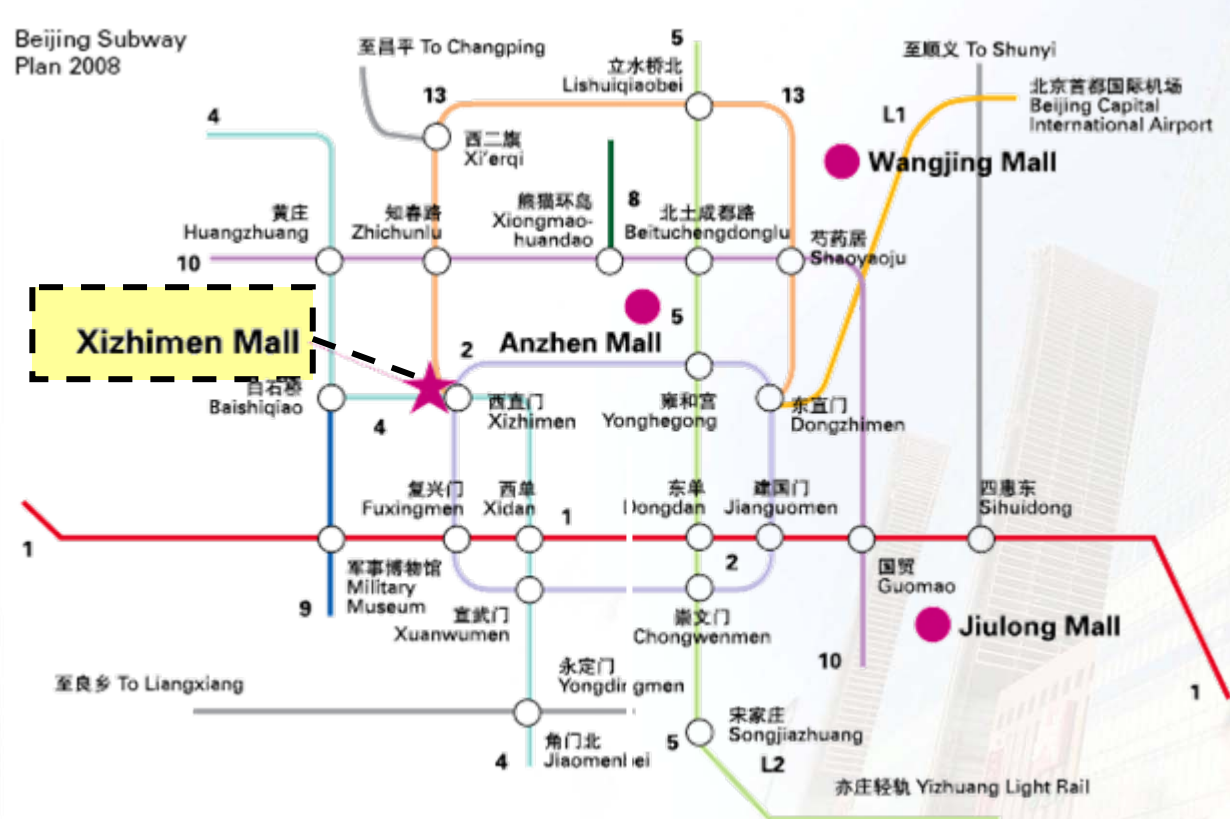 Beijing Subway
Plan 2008
至昌平 To Changping
5
立水桥北
Lishuiqiaobei
至顺义 To Shunyi
北京首都国际机场
Beijing Capital
International Airport
4
13
13
L1
西二旗
Xi'erqi
Wangjing Mall
黄庄
Huangzhuang
知春路
Zhichunlu
熊猫环岛
Xiongmao-
huandao
8
北土成都路
Beituchengdonglu
芍药居
Shaoyaoju
10
Xizhimen Mall
2
Anzhen Mall
5
白石桥
Baishiqiao
4
西直门
Xizhimen
雍和宫
Yonghegong
东直门
Dongzhimen
复兴门
Fuxingmen
西单
Xidan
1
东单
Dongdan
建国门
Jianguomen
四惠东
Sihuidong
1
军事博物馆
Military
Museum
9
2
国贸
Guomao
宣武门
Xuanwumen
崇文门
Chongwenmen
Jiulong Mall
10
至良乡 To Liangxiang
永定门
Yongdingmen
1
宋家庄
Songjiazhuang
5
L2
4
角门北
Jiaomenbei
亦庄轻轨 Yizhuang Light Rail